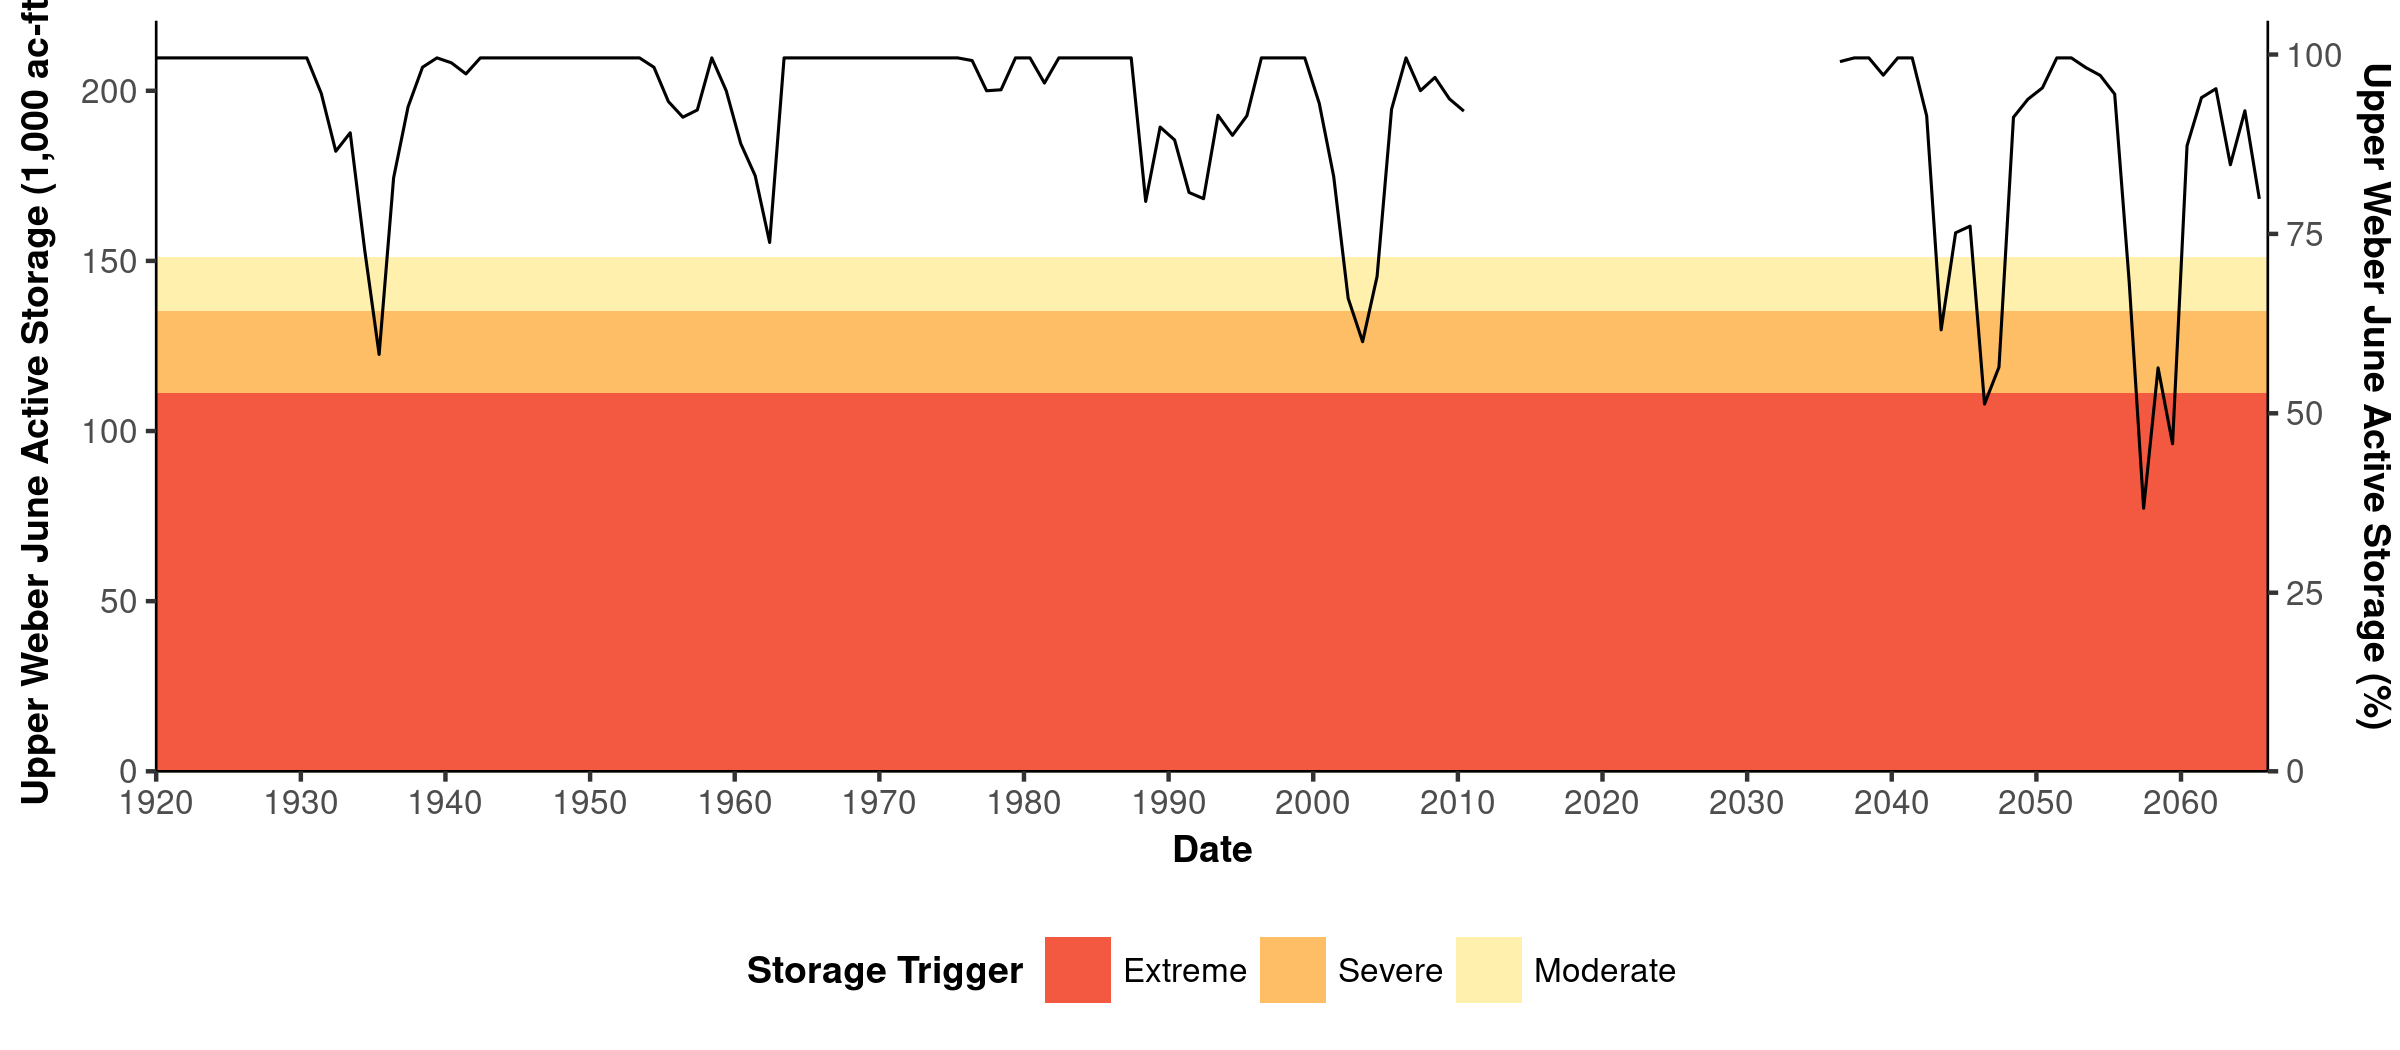 Upper Weber June Active Storage (1,000 ac-ft
200
150
100
50
0
100
75
50
25
0
Upper Weber June Active Storage (%)
1920 1930 1940 1950 1960 1970 1980 1990 2000 2010 2020 2030 2040 2050 2060
Date
Storage Trigger Extreme Severe Moderate